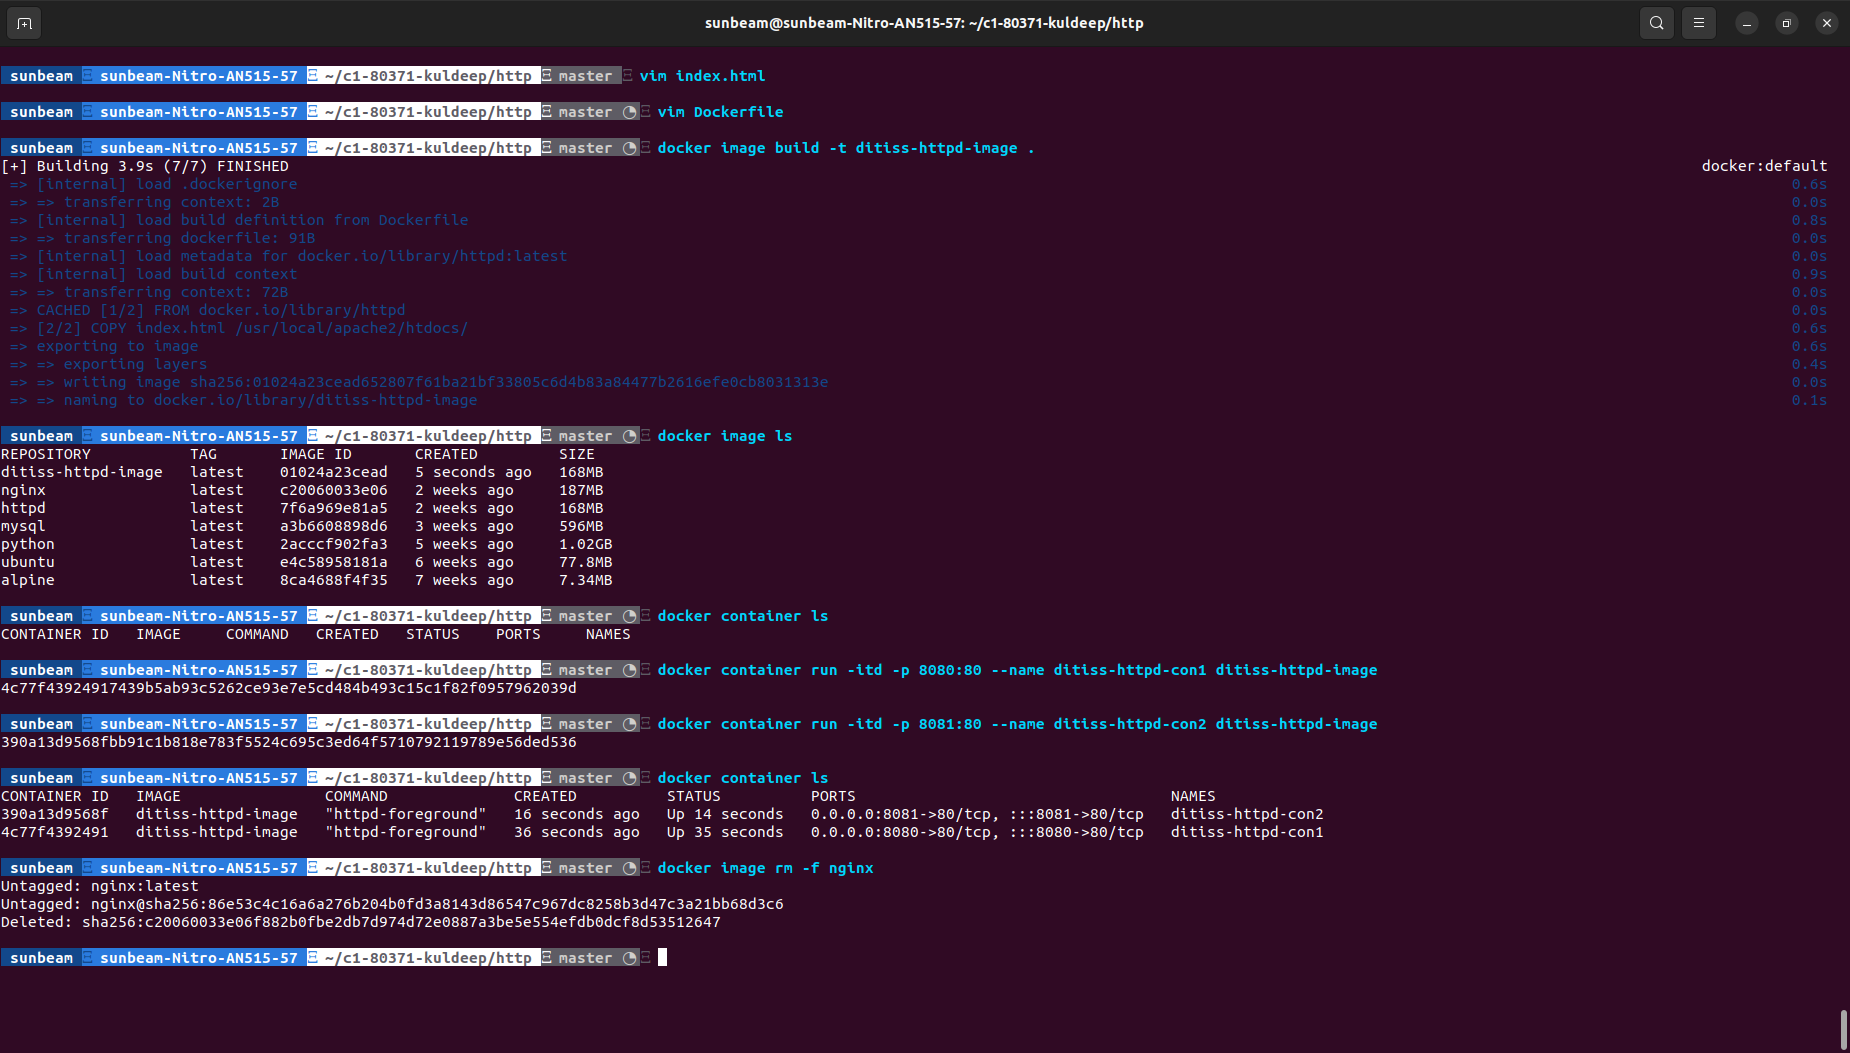 sunbeam@sunbeam-Nitro-AN515-57: ~/c1-80371-kuldeep/http
sunbeam sunbeam-Nitro-AN515-57 ~/c1-80371-kuldeep/http master vim index.html
sunbeam sunbeam-Nitro-AN515-57 ~/c1-80371-kuldeep/http master vim Dockerfile
sunbeam sunbeam-Nitro-AN515-57 ~/c1-80371-kuldeep/http master docker image build -t ditiss-httpd-image .
[+] Building 3.9s (7/7) FINISHED docker:default
=> [internal] load .dockerignore 0.6s
=> => transferring context: 2B 0.0s
=> [internal] load build definition from Dockerfile 0.8s
=> => transferring dockerfile: 91B 0.0s
=> [internal] load metadata for docker.io/library/httpd:latest 0.0s
=> [internal] load build context 0.9s
=> => transferring context: 72B 0.0s
=> CACHED [1/2] FROM docker.io/library/httpd 0.0s
=> [2/2] COPY index.html /usr/local/apache2/htdocs/ 0.6s
=> exporting to image 0.6s
=> => exporting layers 0.4s
=> => writing image sha256:01024a23cead652807f61ba21bf33805c6d4b83a84477b2616efe0cb8031313e 0.0s
=> => naming to docker.io/library/ditiss-httpd-image 0.1s
sunbeam sunbeam-Nitro-AN515-57 ~/c1-80371-kuldeep/http master docker image ls
REPOSITORY TAG IMAGE ID CREATED SIZE
ditiss-httpd-image latest 01024a23cead 5 seconds ago 168MB
nginx latest c20060033e06 2 weeks ago 187MB
httpd latest 7f6a969e81a5 2 weeks ago 168MB
mysql latest a3b6608898d6 3 weeks ago 596MB
python latest 2acccf902fa3 5 weeks ago 1.02GB
ubuntu latest e4c58958181a 6 weeks ago 77.8MB
alpine latest 8ca4688f4f35 7 weeks ago 7.34MB
sunbeam sunbeam-Nitro-AN515-57 ~/c1-80371-kuldeep/http master docker container ls
CONTAINER ID IMAGE COMMAND CREATED STATUS PORTS NAMES
sunbeam sunbeam-Nitro-AN515-57 ~/c1-80371-kuldeep/http master docker container run -itd -p 8080:80 --name ditiss-httpd-con1 ditiss-httpd-image
4c77f43924917439b5ab93c5262ce93e7e5cd484b493c15c1f82f0957962039d
sunbeam sunbeam-Nitro-AN515-57 ~/c1-80371-kuldeep/http master docker container run -itd -p 8081:80 --name ditiss-httpd-con2 ditiss-httpd-image
390a13d9568fbb91c1b818e783f5524c695c3ed64f5710792119789e56ded536
sunbeam sunbeam-Nitro-AN515-57 ~/c1-80371-kuldeep/http master docker container ls
CONTAINER ID IMAGE COMMAND CREATED STATUS PORTS NAMES
390a13d9568f ditiss-httpd-image "httpd-foreground" 16 seconds ago Up 14 seconds 0.0.0.0:8081->80/tcp, :::8081->80/tcp ditiss-httpd-con2
4c77f4392491 ditiss-httpd-image "httpd-foreground" 36 seconds ago Up 35 seconds 0.0.0.0:8080->80/tcp, :::8080->80/tcp ditiss-httpd-con1
sunbeam sunbeam-Nitro-AN515-57 ~/c1-80371-kuldeep/http master docker image rm -f nginx
Untagged: nginx:latest
Untagged: nginx@sha256:86e53c4c16a6a276b204b0fd3a8143d86547c967dc8258b3d47c3a21bb68d3c6
Deleted: sha256:c20060033e06f882b0fbe2db7d974d72e0887a3be5e554efdb0dcf8d53512647
sunbeam sunbeam-Nitro-AN515-57 ~/c1-80371-kuldeep/http master